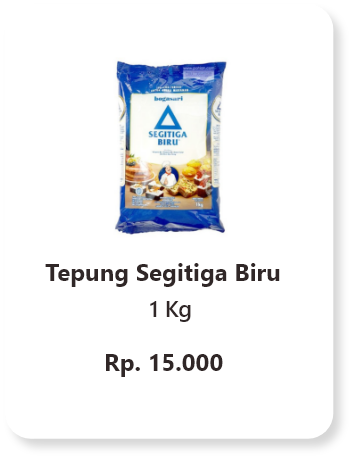 bogasari
SEGITIGA
BIRU
Tepung Segitiga Biru
1 Kg
Rp. 15.000